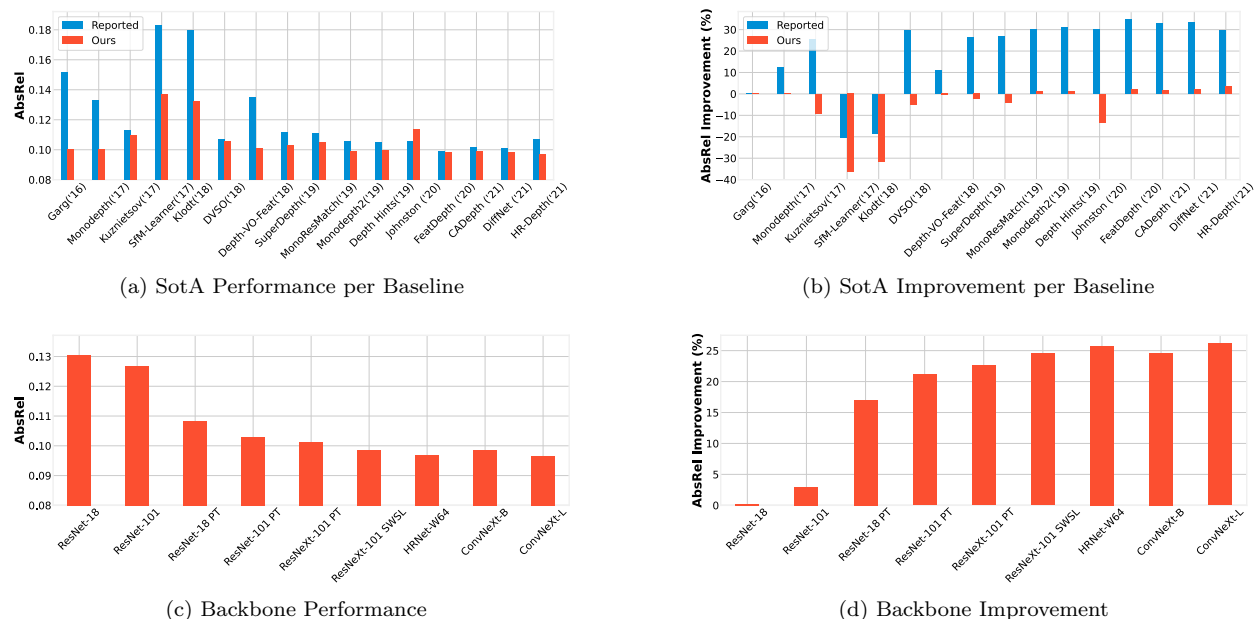 AbsRel
0.18
0.16
0.14
0.12
0.10
0.08
Reported
Ours
Garg('16)
Monodepth('17)
Kuznietsov('17)
SfM-Learner('17)
Klodt('18)
DVSO('18)
Depth-VO-Feat('18)
SuperDepth('19)
MonoResMatch('19)
Monodepth2('19)
Depth Hints('19)
Johnston ('20)
FeatDepth ('20)
CADepth ('21)
DiffNet ('21)
HR-Depth('21)
(a) SotA Performance per Baseline
AbsRel Improvement (%)
30
20
10
0
−10
−20
−30
−40
Reported
Ours
Garg('16)
Monodepth('17)
Kuznietsov('17)
SfM-Learner('17)
Klodt('18)
DVSO('18)
Depth-VO-Feat('18)
SuperDepth('19)
MonoResMatch('19)
Monodepth2('19)
Depth Hints('19)
Johnston ('20)
FeatDepth ('20)
CADepth ('21)
DiffNet ('21)
HR-Depth('21)
(b) SotA Improvement per Baseline
AbsRel
0.13
0.12
0.11
0.10
0.09
0.08
ResNet-18
ResNet-101
ResNet-18 PT
ResNet-101 PT
ResNeXt-101 PT
ResNeXt-101 SWSL
HRNet-W64
ConvNeXt-B
ConvNeXt-L
(c) Backbone Performance
AbsRel Improvement (%)
25
20
15
10
5
0
ResNet-18
ResNet-101
ResNet-18 PT
ResNet-101 PT
ResNeXt-101 PT
ResNeXt-101 SWSL
HRNet-W64
ConvNeXt-B
ConvNeXt-L
(d) Backbone Improvement